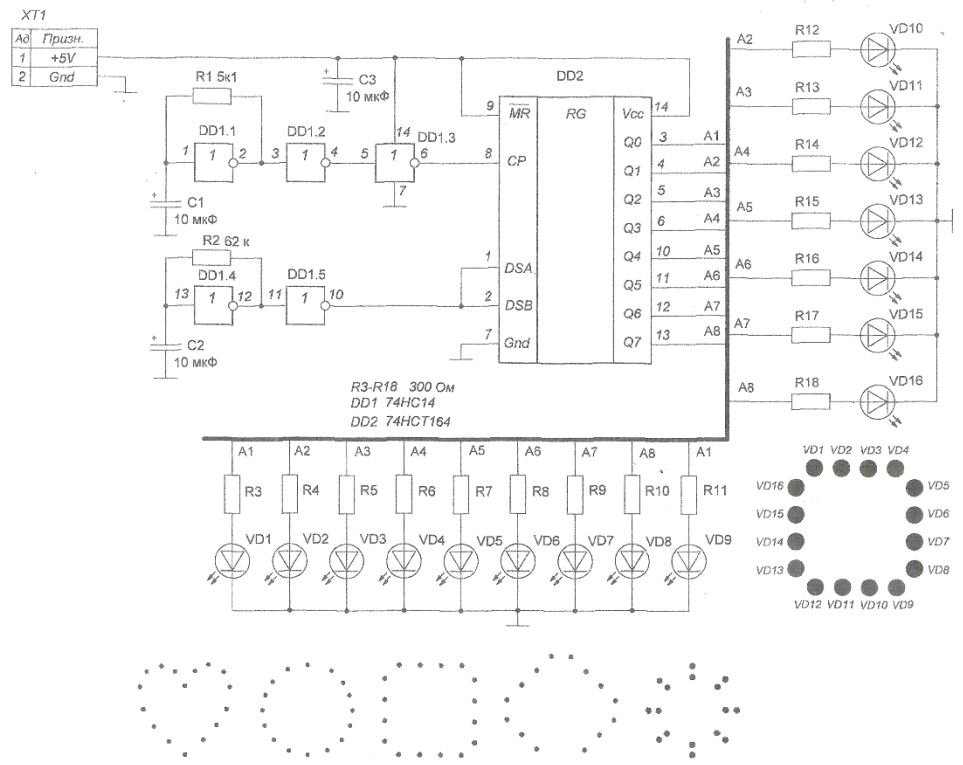 XT1
Ад Призн.
1 +5V
2 Gnd
R1 5к1
C3
10 мкФ
DD2
DD1.1
DD1.2
14 DD1.3
1 1 2
3 1 4
5 1 6
7
C1
10 мкФ
R2 62 к
DD1.4
DD1.5
13 1 12
11 1 10
C2
10 мкФ
9 MR RG Vcc 14
8 CP
1 DSA
2 DSB
7 Gnd
Q0 3 A1
Q1 4 A2
Q2 5 A3
Q3 6 A4
Q4 10 A5
Q5 11 A6
Q6 12 A7
Q7 13 A8
A2 R12 VD10
A3 R13 VD11
A4 R14 VD12
A5 R15 VD13
A6 R16 VD14
A7 R17 VD15
A8 R18 VD16
R3-R18 300 Ом
DD1 74HC14
DD2 74HCT164
A1 A2 A3 A4 A5 A6 A7 A8 A1
R3 R4 R5 R6 R7 R8 R9 R10 R11
VD1 VD2 VD3 VD4 VD5 VD6 VD7 VD8 VD9
VD1 VD2 VD3 VD4
VD16 VD5
VD15 VD6
VD14 VD7
VD13 VD8
VD12 VD11 VD10 VD9